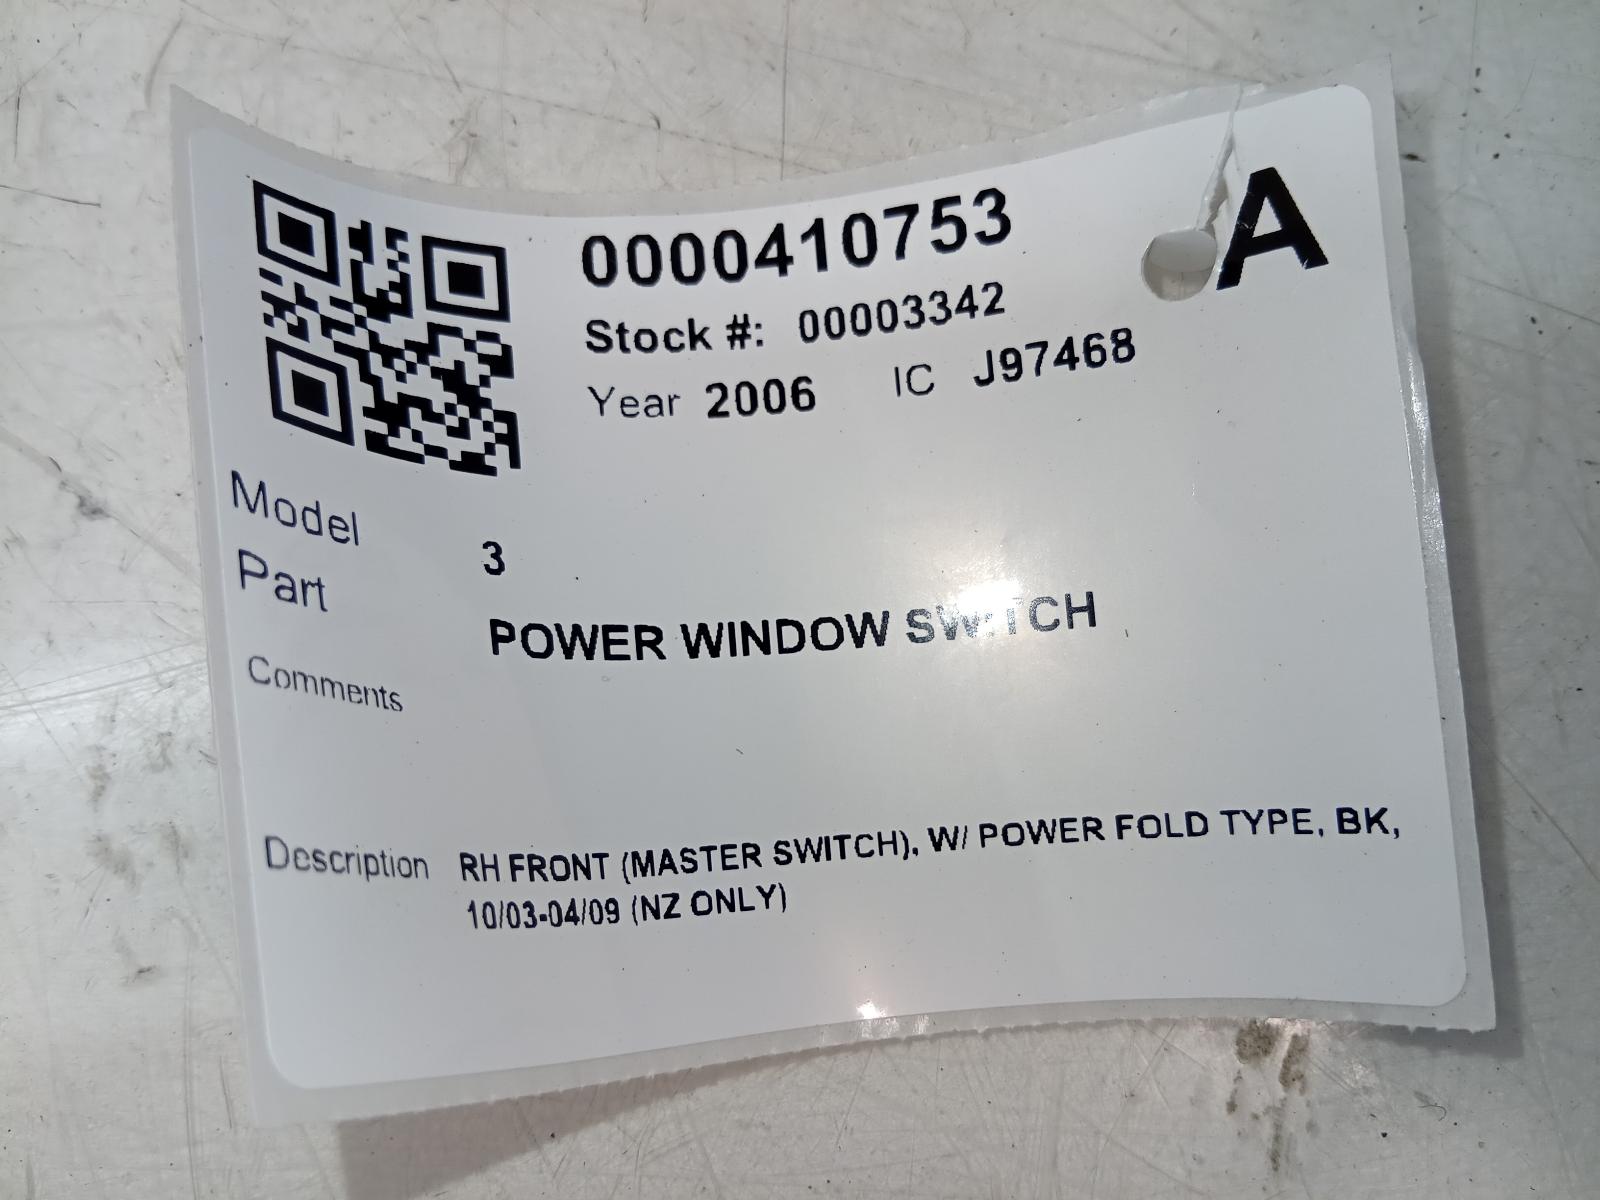 0000410753
A
Stock #: 00003342
Year 2006 IC J97468
Model 3
Part POWER WINDOW SWITCH
Comments
Description RH FRONT (MASTER SWITCH), W/ POWER FOLD TYPE, BK,
10/03-04/09 (NZ ONLY)